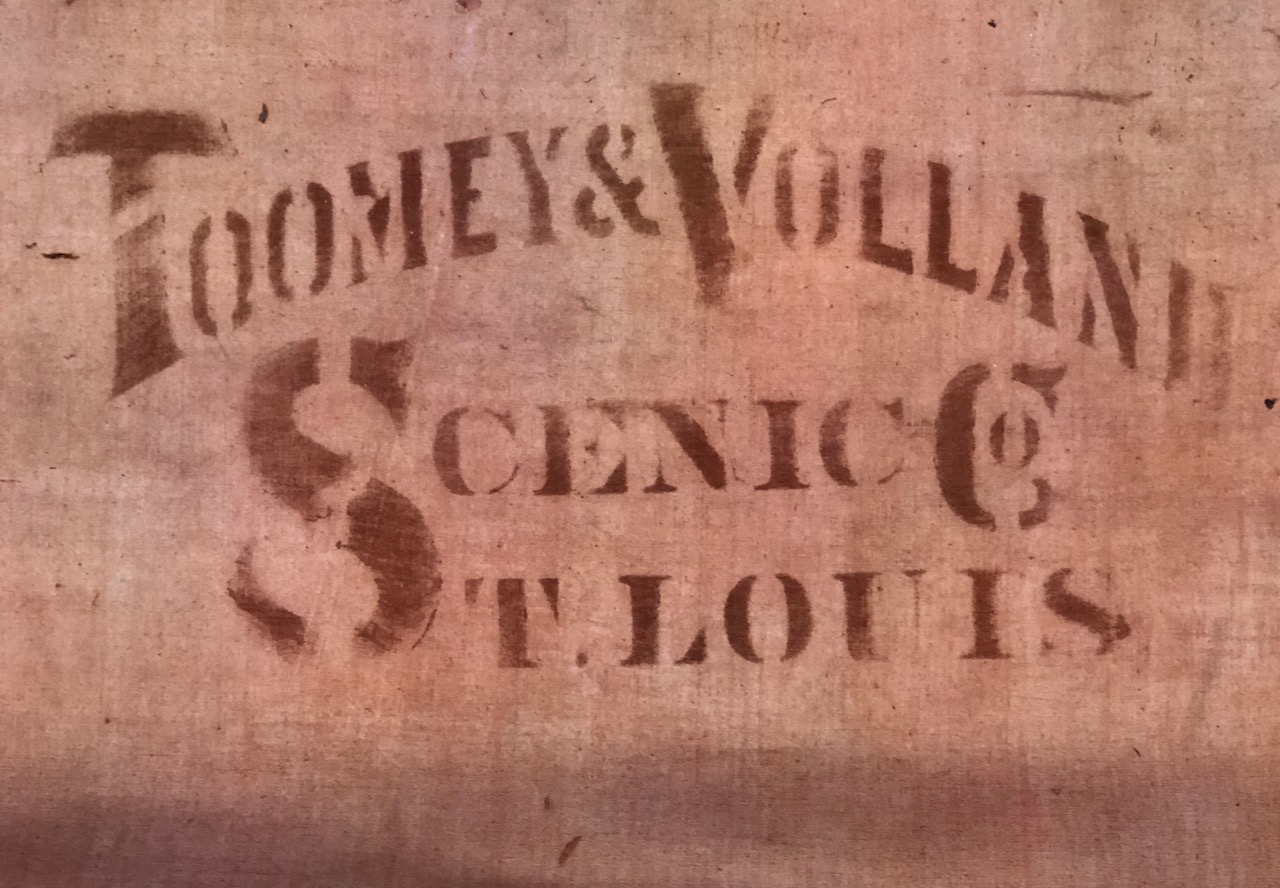 TOOMEY & VOLLAND
SCENIC CO
ST. LOUIS